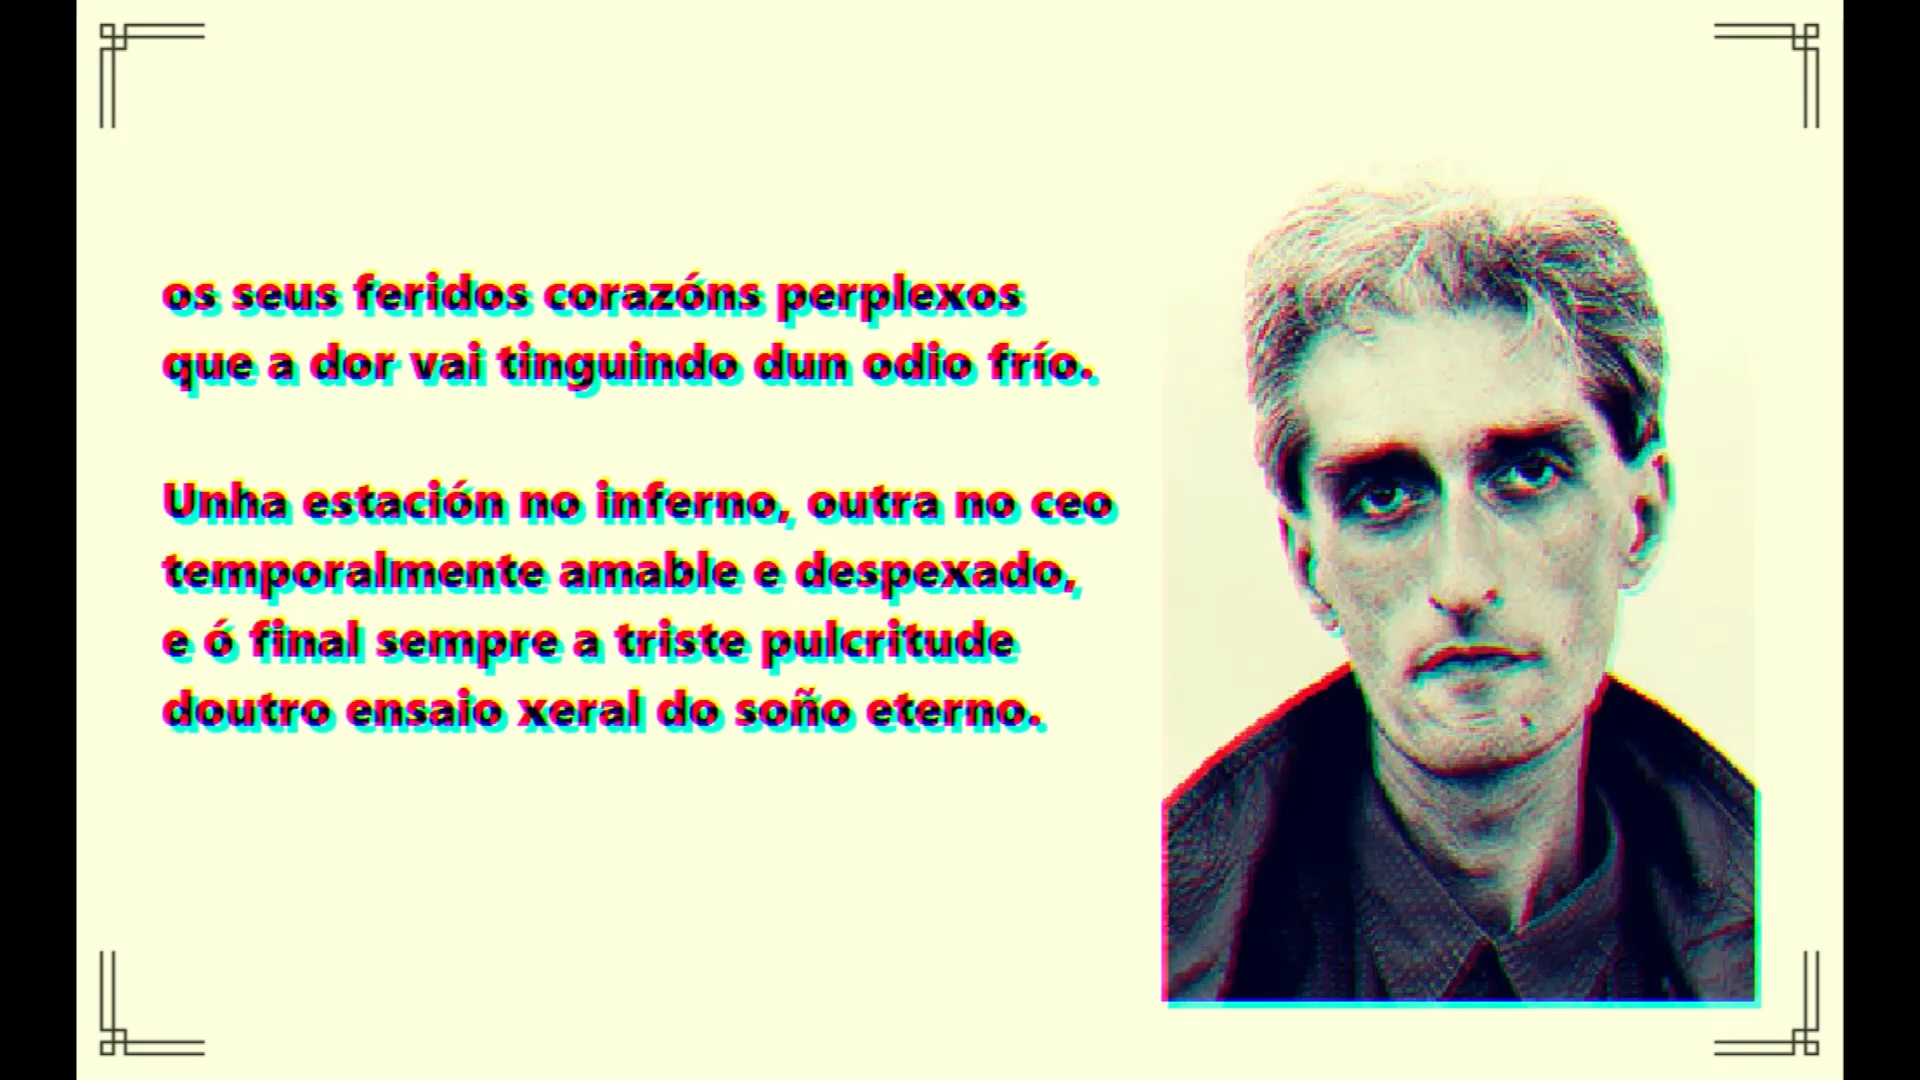 os seus feridos corazóns perplexos
que a dor vai tinguindo dun odio frío.
Unha estación no inferno, outra no ceo
temporalmente amable e despexado,
e ó final sempre a triste pulcritude
doutro ensaio xeral do soño eterno.